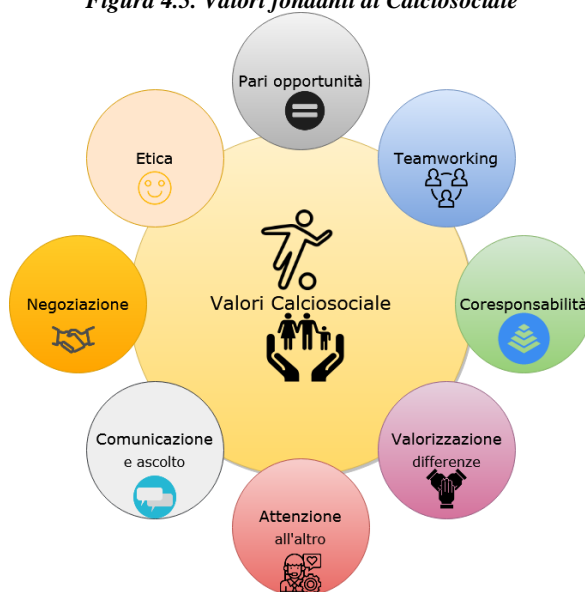 Figura 4.3. Valori fondanti di Calciosociale
Pari opportunità
Teamworking
Coresponsabilità
Valorizzazione
differenze
Attenzione
all'altro
Comunicazione
e ascolto
Negoziazione
Etica
Valori Calciosociale